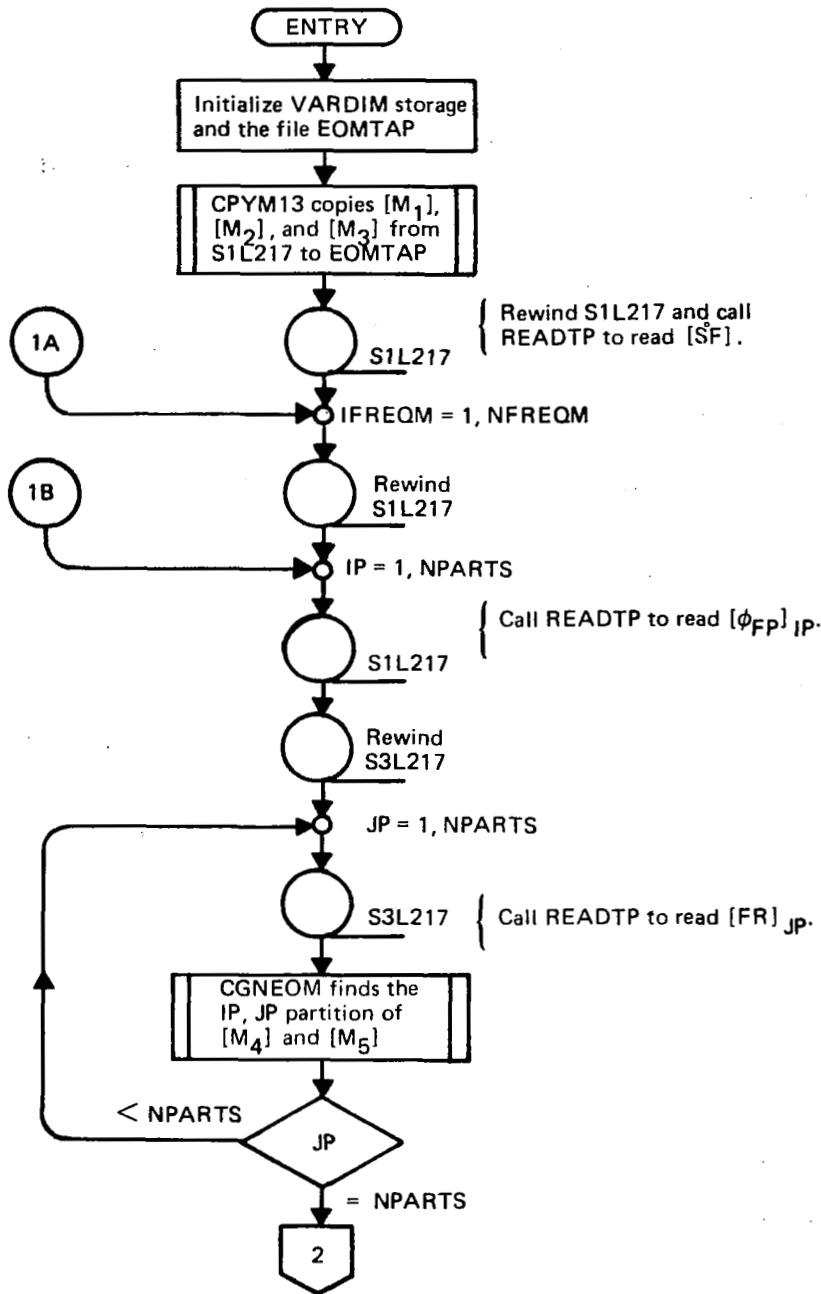 ENTRY
Initialize VARDIM storage
and the file EOMTAP
CPYM13 copies [M1],
[M2], and [M3] from
S1L217 to EOMTAP
Rewind S1L217 and call
READTP to read [S̊F].
S1L217
1A
IFREQM = 1, NFREQM
Rewind
S1L217
1B
IP = 1, NPARTS
Call READTP to read [ϕFP] IP.
S1L217
Rewind
S3L217
JP = 1, NPARTS
S3L217
Call READTP to read [FR] JP.
CGNEOM finds the
IP, JP partition of
[M4] and [M5]
< NPARTS
JP
= NPARTS
2